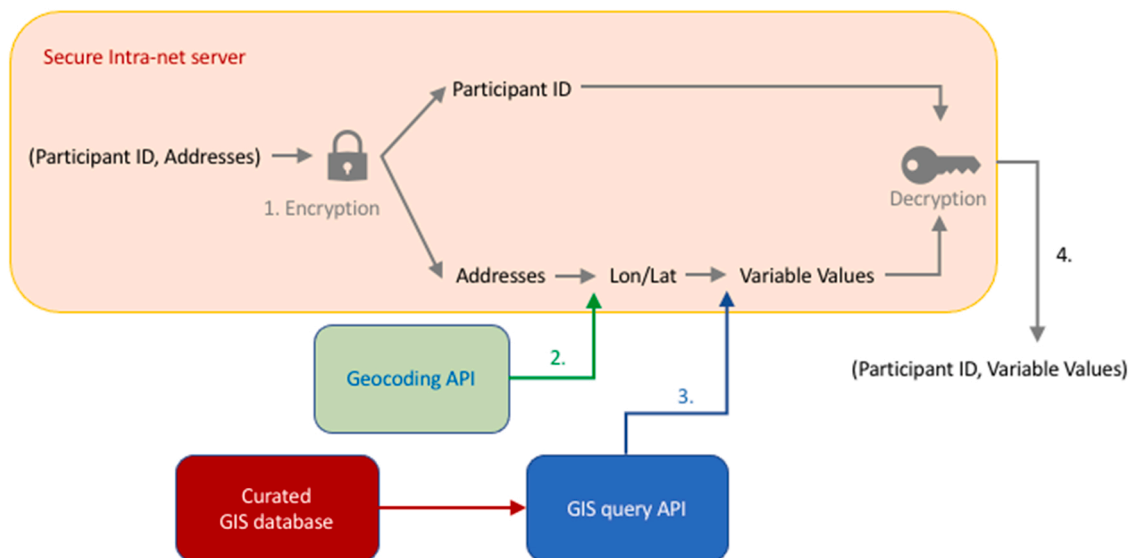 Secure Intra-net server
Participant ID
(Participant ID, Addresses)
1. Encryption
Decryption
Addresses
Lon/Lat
Variable Values
4.
2.
Geocoding API
(Participant ID, Variable Values)
3.
Curated
GIS database
GIS query API